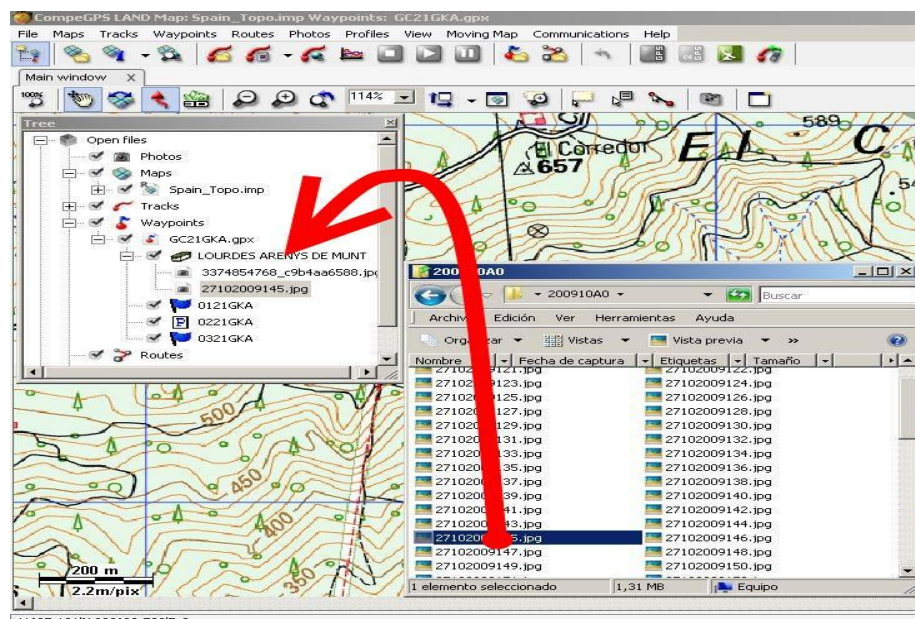 CompeGPS LAND Map: Spain_Topo.imp Waypoints: GC21GKA.gpx
File Maps Tracks Waypoints Routes Photos Profiles View Moving Map Communications Help
Main window X
100% 114%
Tree
Open files
Photos
Maps
Spain_Topo.imp
Tracks
Waypoints
GC21GKA.gpx
LOURDES ARENYS DE MUNT
3374854768_c9b4aa6588.jpg
27102009145.jpg
0121GKA
P 0221GKA
0321GKA
Routes
El Corredor
657
E L C
589
200910A0
200910A0
Buscar
Edición Ver Herramientas Ayuda
Vistas Vista previa »
Nombre Fecha de captura Etiquetas Tamaño
27102009122.jpg
27102009124.jpg
27102009126.jpg
27102009128.jpg
27102009130.jpg
27102009132.jpg
27102009134.jpg
27102009136.jpg
27102009138.jpg
27102009140.jpg
27102009142.jpg
27102009144.jpg
27102009146.jpg
27102009147.jpg 27102009148.jpg
27102009149.jpg 27102009150.jpg
1 elemento seleccionado 1,31 MB Equipo
500
450
400
350
200 m
2.2m/pix